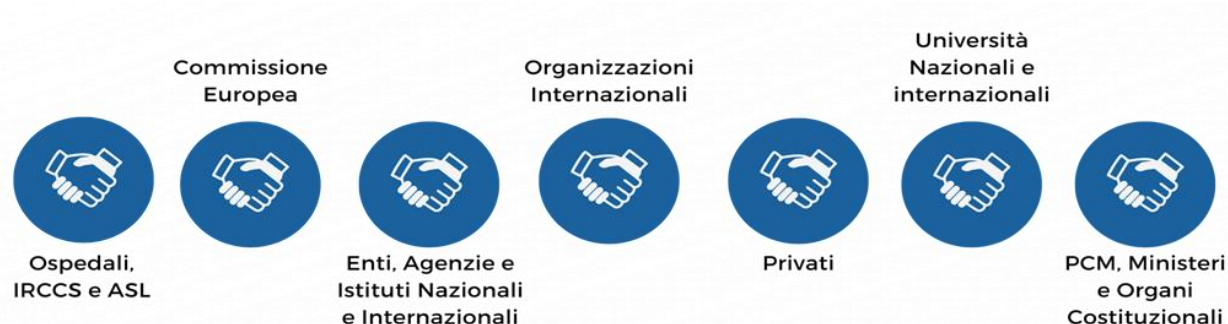 Ospedali,
IRCCS e ASL
Commissione
Europea
Enti, Agenzie e
Istituti Nazionali
e Internazionali
Organizzazioni
Internazionali
Privati
Università
Nazionali e
internazionali
PCM, Ministeri
e Organi
Costituzionali